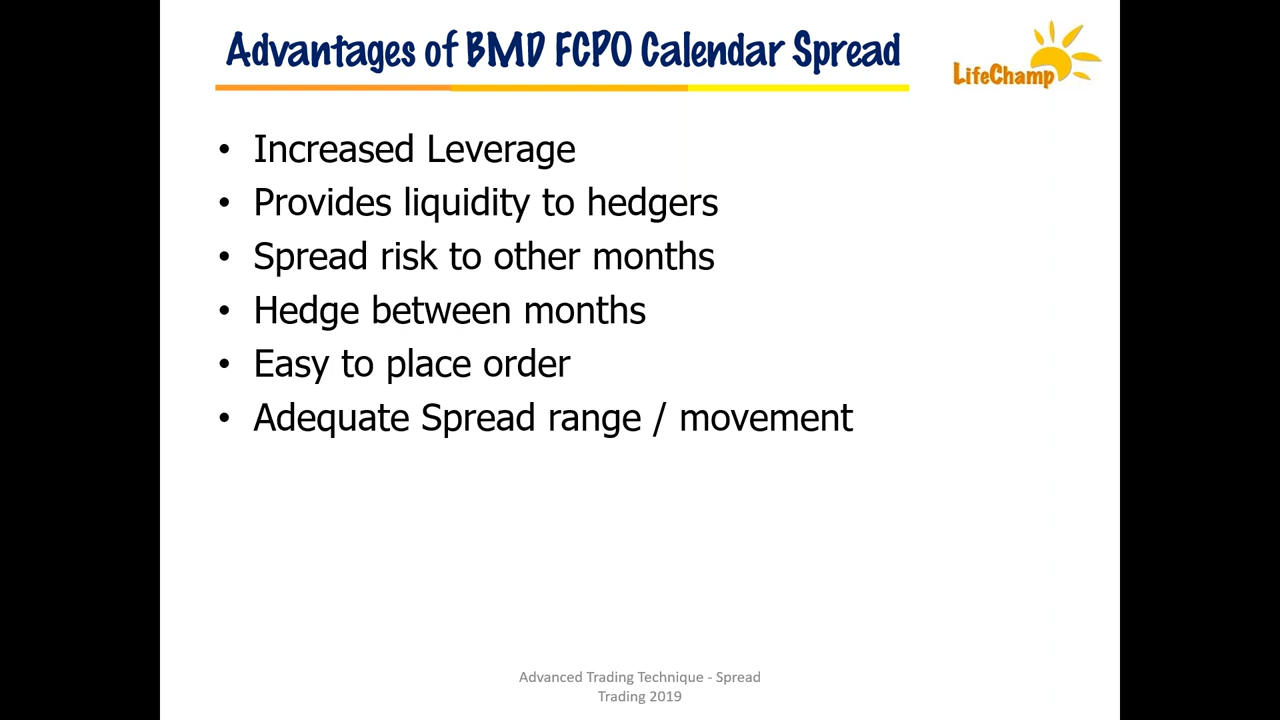 Advantages of BMD FCPO Calendar Spread
LifeChamp
• Increased Leverage
• Provides liquidity to hedgers
• Spread risk to other months
• Hedge between months
• Easy to place order
• Adequate Spread range / movement
Advanced Trading Technique - Spread
Trading 2019